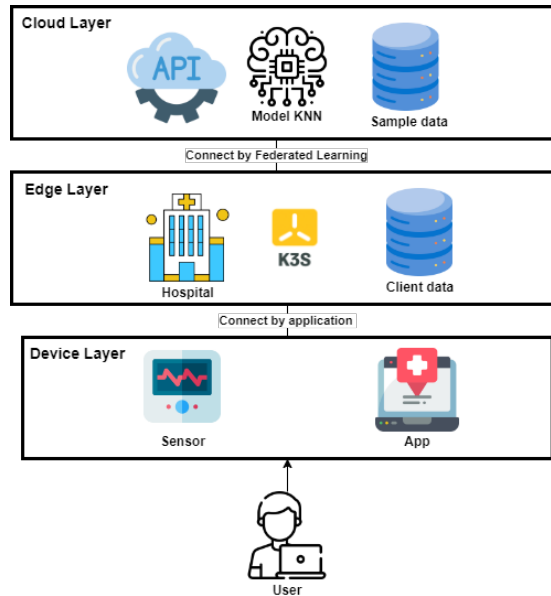 Cloud Layer
API
Model KNN
Sample data
Connect by Federated Learning
Edge Layer
K3S
Hospital
Client data
Connect by application
Device Layer
Sensor
App
User